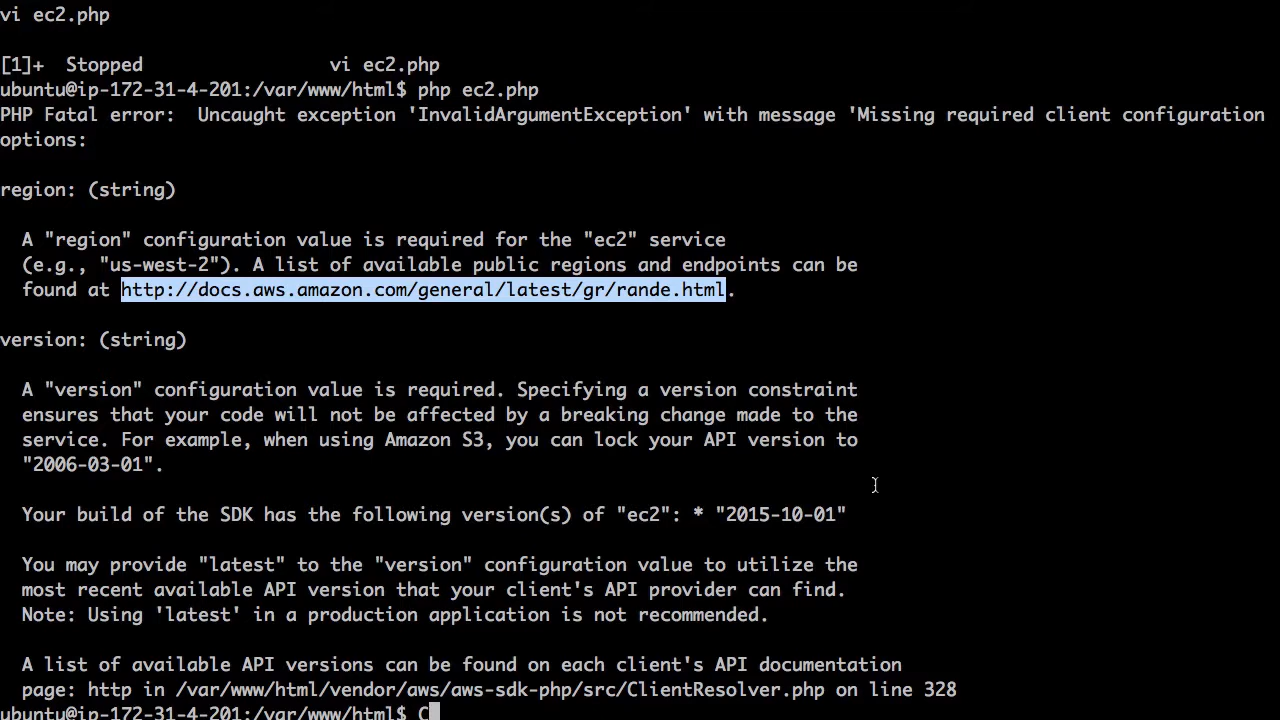 vi ec2.php
[1]+  Stopped                 vi ec2.php
ubuntu@ip-172-31-4-201:/var/www/html$ php ec2.php
PHP Fatal error:  Uncaught exception 'InvalidArgumentException' with message 'Missing required client configuration
options:
region: (string)
  A "region" configuration value is required for the "ec2" service
  (e.g., "us-west-2"). A list of available public regions and endpoints can be
  found at http://docs.aws.amazon.com/general/latest/gr/rande.html.
version: (string)
  A "version" configuration value is required. Specifying a version constraint
  ensures that your code will not be affected by a breaking change made to the
  service. For example, when using Amazon S3, you can lock your API version to
  "2006-03-01".
  Your build of the SDK has the following version(s) of "ec2": * "2015-10-01"
  You may provide "latest" to the "version" configuration value to utilize the
  most recent available API version that your client's API provider can find.
  Note: Using 'latest' in a production application is not recommended.
  A list of available API versions can be found on each client's API documentation
  page: http in /var/www/html/vendor/aws/aws-sdk-php/src/ClientResolver.php on line 328
ubuntu@ip-172-31-4-201:/var/www/html$ C